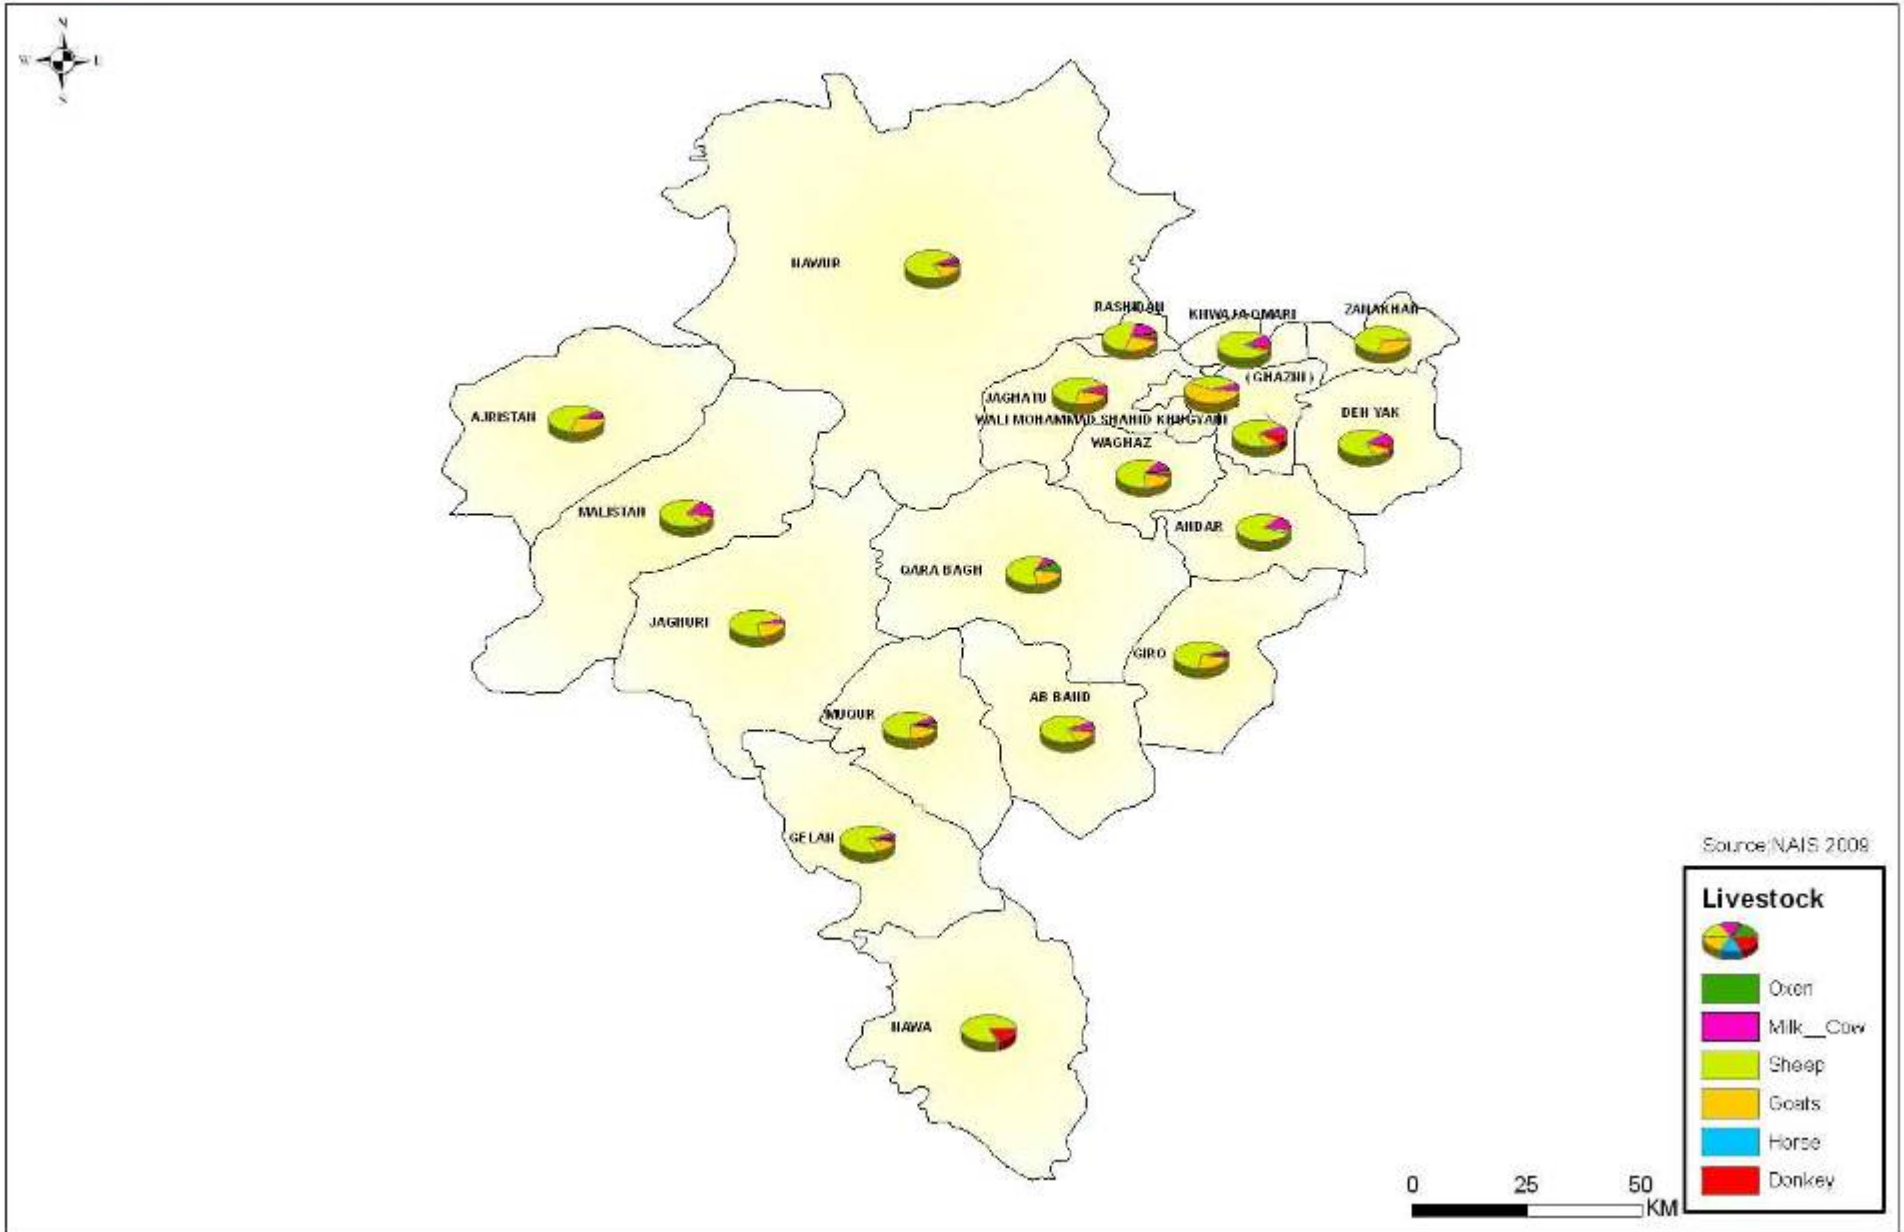 N
W E
S
NAWUR
RASHIDAN
KHWAJA OMARI
ZANAKHAN
(GHAZNI)
JAGHATU
AJRISTAN
DEH YAK
WALI MOHAMMAD SHAHID KHUGYANI
WAGHAZ
MALISTAN
ANDAR
QARA BAGH
JAGHURI
GIRO
AB BAND
MUQUR
GELAN
NAWA
Source:NAIS 2009
Livestock
Oxen
Milk__Cow
Sheep
Goats
Horse
Donkey
0 25 50
KM